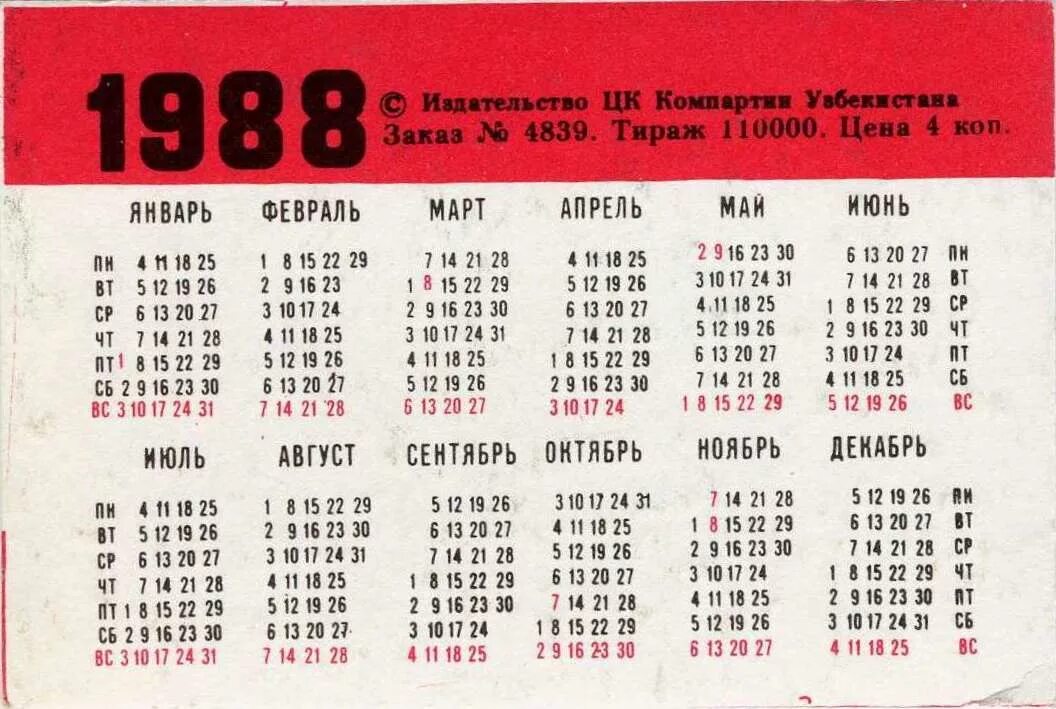 1988
© Издательство ЦК Компартии Узбекистана
Заказ № 4839. Тираж 110000. Цена 4 коп.
ЯНВАРЬ ФЕВРАЛЬ МАРТ АПРЕЛЬ МАЙ ИЮНЬ
ПН 4 11 18 25 1 8 15 22 29 7 14 21 28 4 11 18 25 2 9 16 23 30 6 13 20 27 ПН
ВТ 5 12 19 26 2 9 16 23 1 8 15 22 29 5 12 19 26 3 10 17 24 31 7 14 21 28 ВТ
СР 6 13 20 27 3 10 17 24 2 9 16 23 30 6 13 20 27 4 11 18 25 1 8 15 22 29 СР
ЧТ 7 14 21 28 4 11 18 25 3 10 17 24 31 7 14 21 28 5 12 19 26 2 9 16 23 30 ЧТ
ПТ 1 8 15 22 29 5 12 19 26 4 11 18 25 1 8 15 22 29 6 13 20 27 3 10 17 24 ПТ
СБ 2 9 16 23 30 6 13 20 27 5 12 19 26 2 9 16 23 30 7 14 21 28 4 11 18 25 СБ
ВС 3 10 17 24 31 7 14 21 28 6 13 20 27 3 10 17 24 1 8 15 22 29 5 12 19 26 ВС
ИЮЛЬ АВГУСТ СЕНТЯБРЬ ОКТЯБРЬ НОЯБРЬ ДЕКАБРЬ
ПН 4 11 18 25 1 8 15 22 29 5 12 19 26 3 10 17 24 31 7 14 21 28 5 12 19 26 ПН
ВТ 5 12 19 26 2 9 16 23 30 6 13 20 27 4 11 18 25 1 8 15 22 29 6 13 20 27 ВТ
СР 6 13 20 27 3 10 17 24 31 7 14 21 28 5 12 19 26 2 9 16 23 30 7 14 21 28 СР
ЧТ 7 14 21 28 4 11 18 25 1 8 15 22 29 6 13 20 27 3 10 17 24 1 8 15 22 29 ЧТ
ПТ 1 8 15 22 29 5 12 19 26 2 9 16 23 30 7 14 21 28 4 11 18 25 2 9 16 23 30 ПТ
СБ 2 9 16 23 30 6 13 20 27 3 10 17 24 1 8 15 22 29 5 12 19 26 3 10 17 24 31 СБ
ВС 3 10 17 24 31 7 14 21 28 4 11 18 25 2 9 16 23 30 6 13 20 27 4 11 18 25 ВС